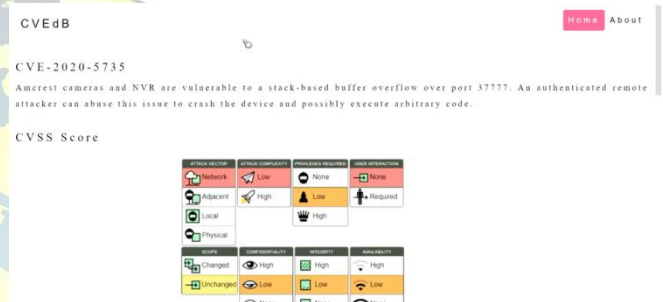 CVEdB
Home About
CVE-2020-5735
Amcrest cameras and NVR are vulnerable to a stack-based buffer overflow over port 37777. An authenticated remote
attacker can abuse this issue to crash the device and possibly execute arbitrary code.
CVSS Score
ATTACK VECTOR ATTACK COMPLEXITY PRIVILEGES REQUIRED USER INTERACTION
Network Low None None
Adjacent High Low Required
Local High
Physical
SCOPE CONFIDENTIALITY INTEGRITY AVAILABILITY
Changed High High High
Unchanged Low Low Low